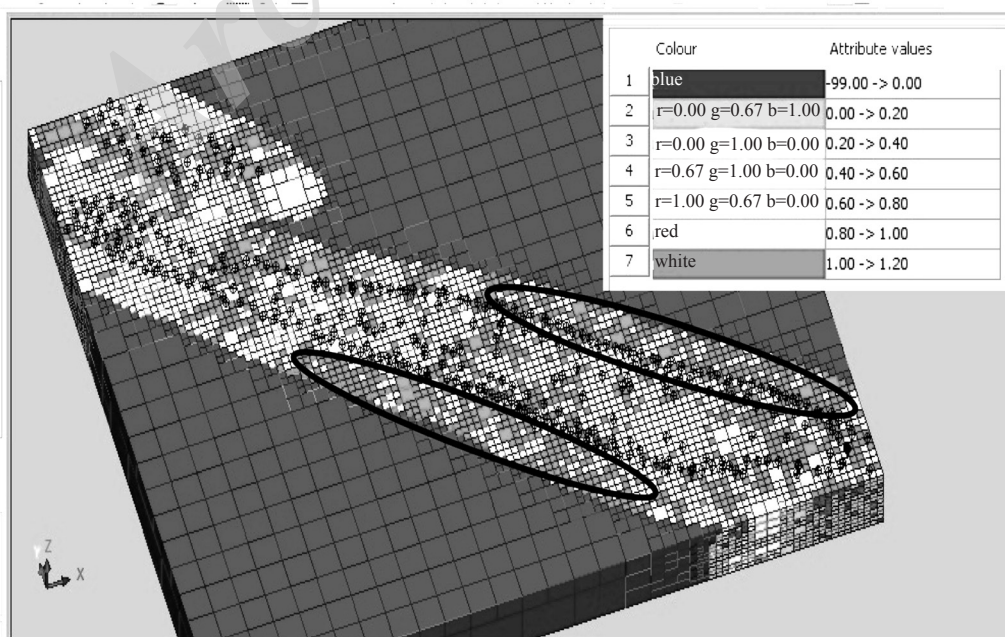 Arc
Colour Attribute values
1 blue -99.00 -> 0.00
2 r=0.00 g=0.67 b=1.00 0.00 -> 0.20
3 r=0.00 g=1.00 b=0.00 0.20 -> 0.40
4 r=0.67 g=1.00 b=0.00 0.40 -> 0.60
5 r=1.00 g=0.67 b=0.00 0.60 -> 0.80
6 red 0.80 -> 1.00
7 white 1.00 -> 1.20
Z
Y
X